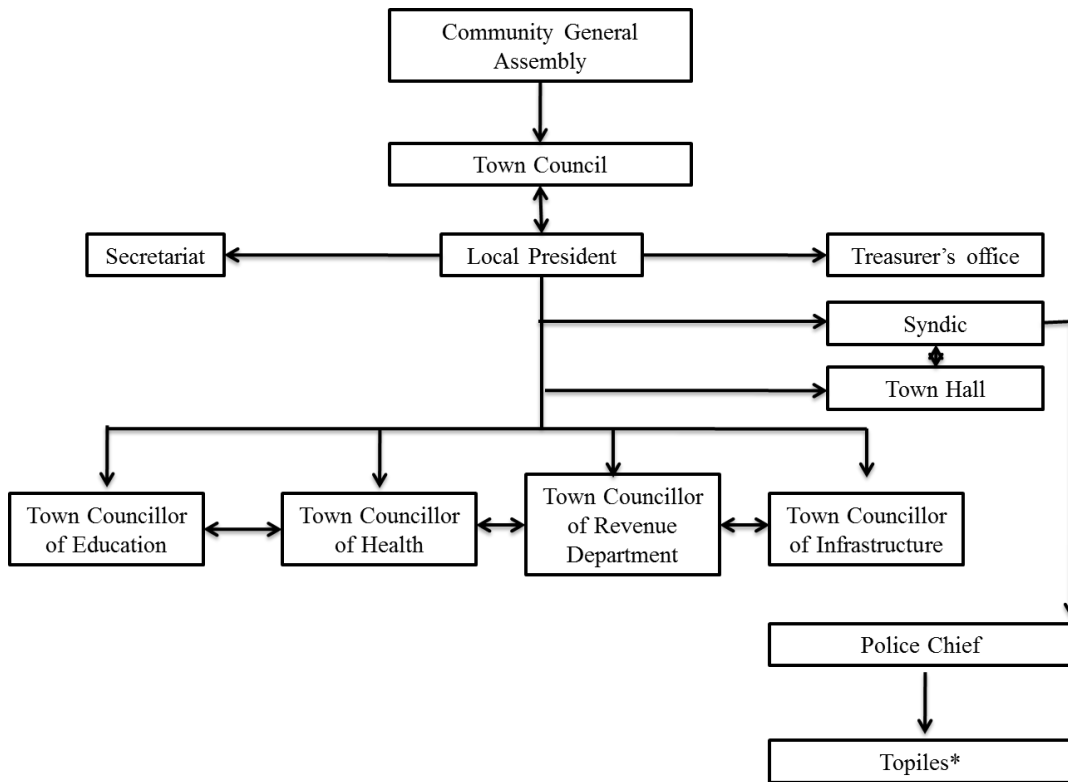 Community General
Assembly
Town Council
Secretariat
Local President
Treasurer’s office
Syndic
Town Hall
Town Councillor
of Education
Town Councillor
of Health
Town Councillor
of Revenue
Department
Town Councillor
of Infrastructure
Police Chief
Topiles*